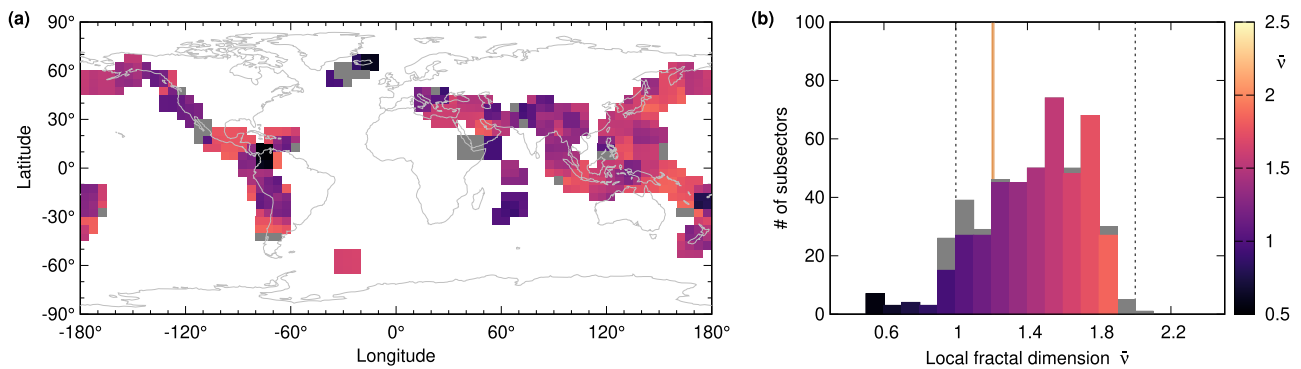 (a)
90°
60°
30°
0°
-30°
-60°
-90°
Latitude
-180° -120° -60° 0° 60° 120° 180°
Longitude
(b)
100
80
60
40
20
0
# of subsectors
0.6 1 1.4 1.8 2.2
Local fractal dimension ν̄
2.5
ν̄
2
1.5
1
0.5